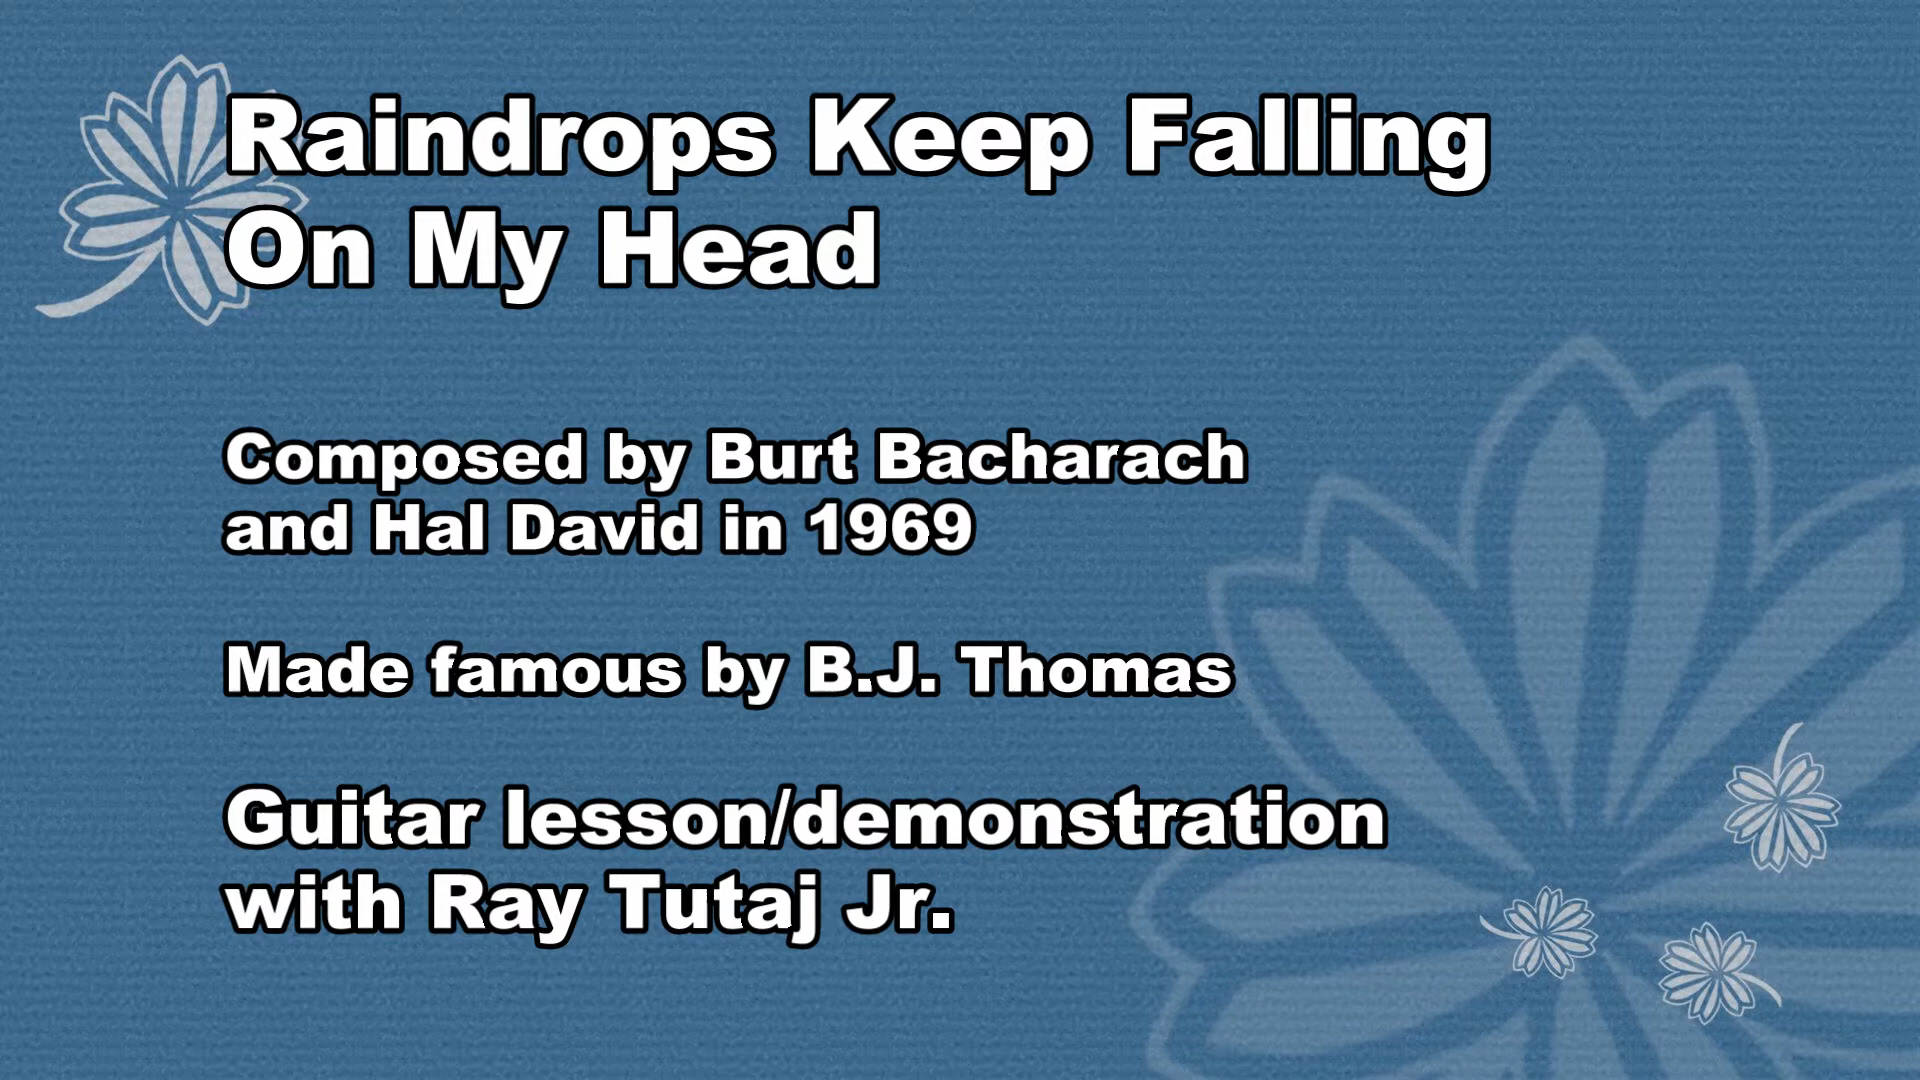 Raindrops Keep Falling
On My Head
Composed by Burt Bacharach
and Hal David in 1969
Made famous by B.J. Thomas
Guitar lesson/demonstration
with Ray Tutaj Jr.